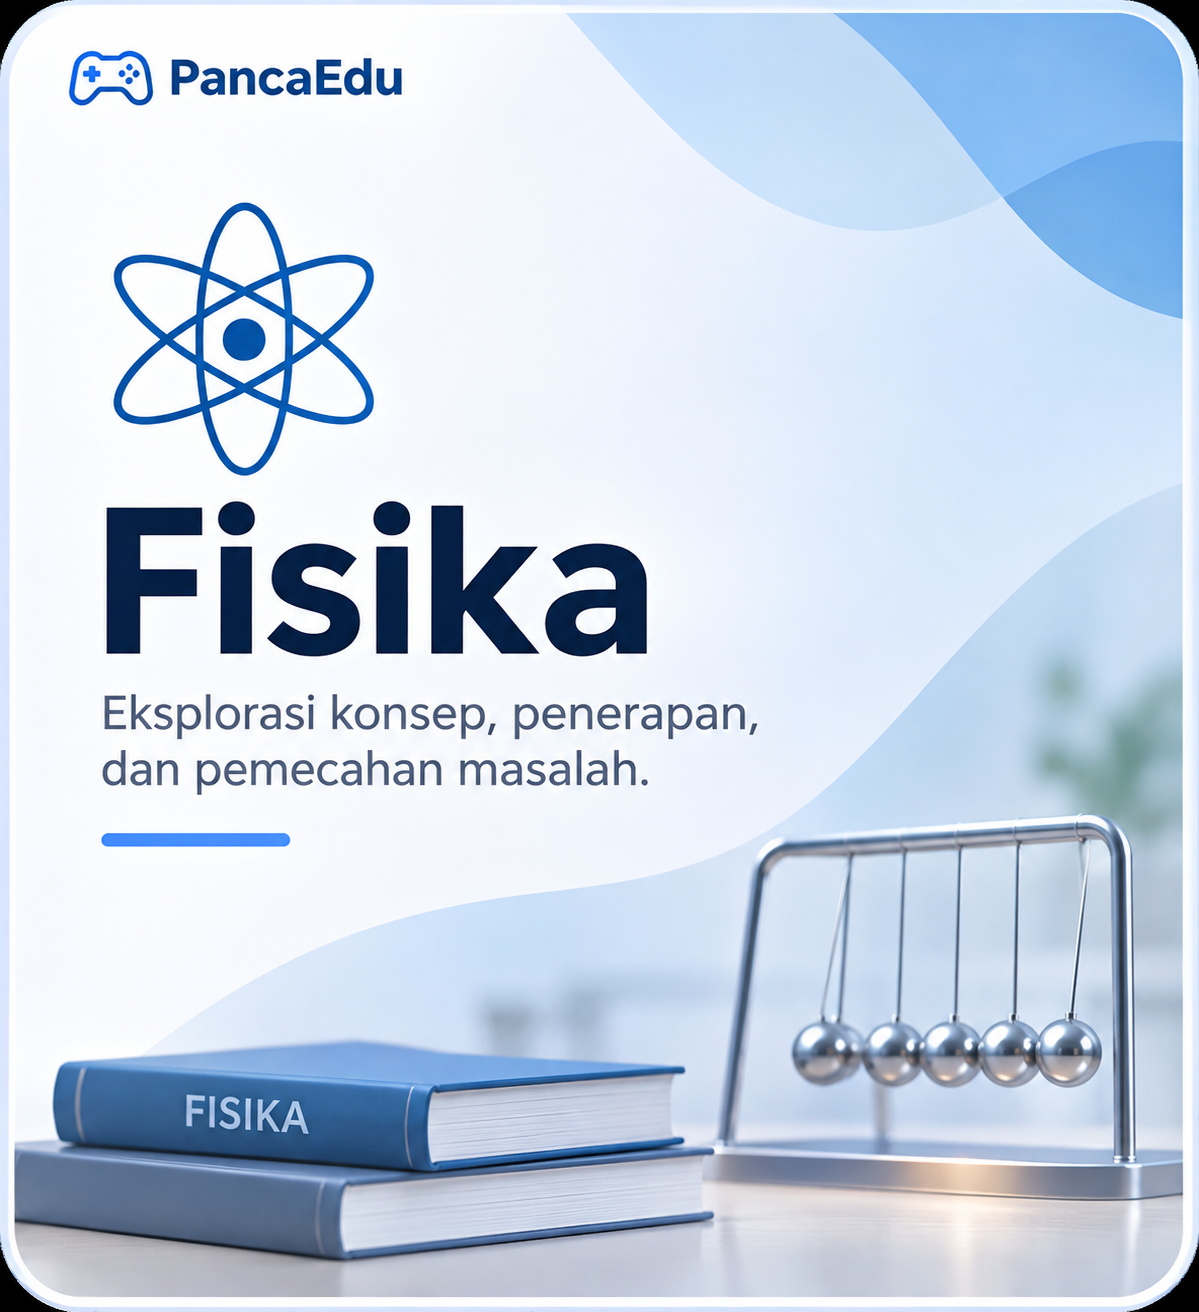 PancaEdu
Fisika
Eksplorasi konsep, penerapan,
dan pemecahan masalah.
FISIKA